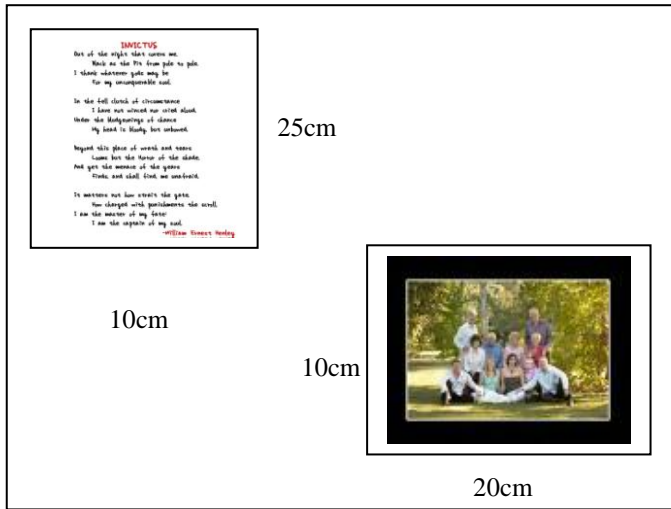 INVICTUS
Out of the night that covers me,
Black as the Pit from pole to pole,
I thank whatever gods may be
For my unconquerable soul.
In the fell clutch of circumstance
I have not winced nor cried aloud.
Under the bludgeonings of chance
My head is bloody, but unbowed.
Beyond this place of wrath and tears
Looms but the Horror of the shade,
And yet the menace of the years
Finds, and shall find me unafraid.
It matters not how strait the gate,
How charged with punishments the scroll,
I am the master of my fate:
I am the captain of my soul.
-William Ernest Henley
25cm
10cm
10cm
20cm